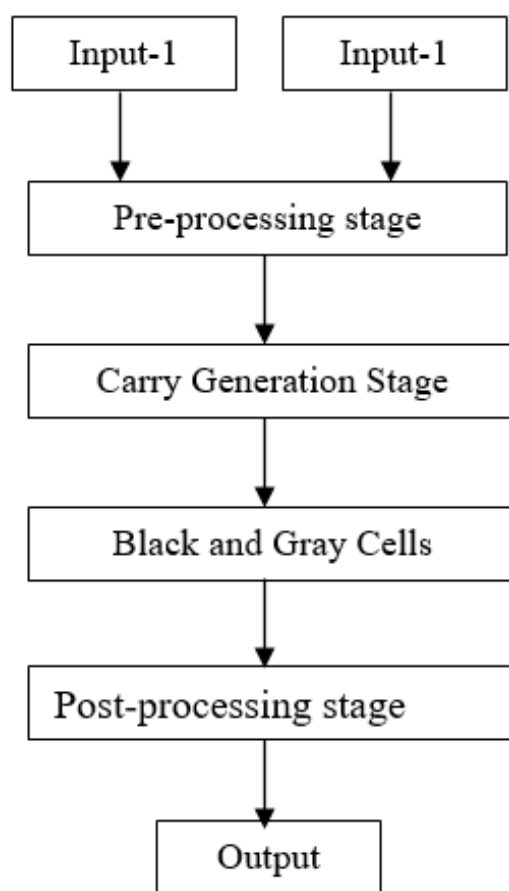 Input-1
Input-1
Pre-processing stage
Carry Generation Stage
Black and Gray Cells
Post-processing stage
Output